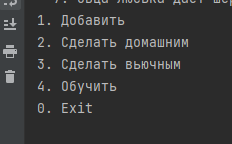 1. Добавить
2. Сделать домашним
3. Сделать вьючным
4. Обучить
0. Exit